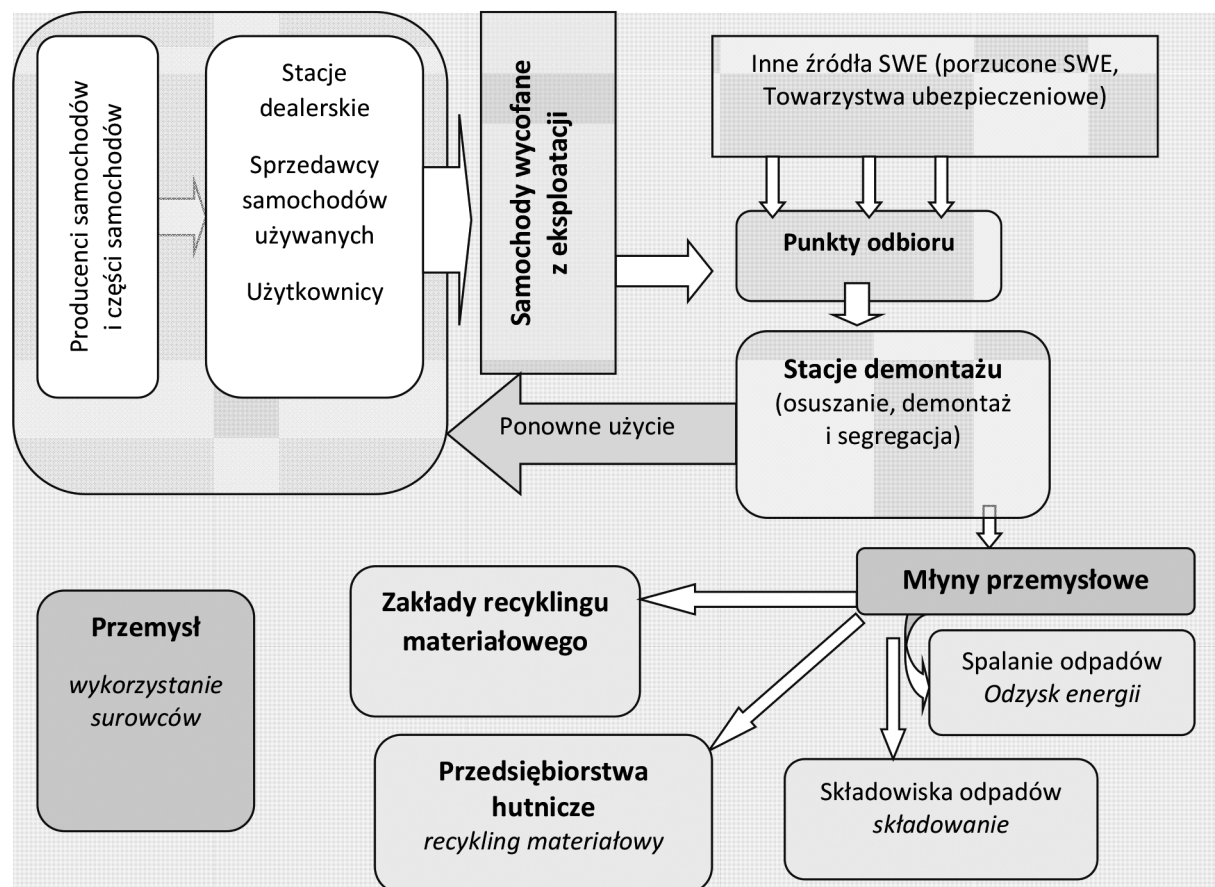 Producenci samochodów
i części samochodów
Stacje
dealerskie
Sprzedawcy
samochodów
używanych
Użytkownicy
Samochody wycofane
z eksploatacji
Inne źródła SWE (porzucone SWE,
Towarzystwa ubezpieczeniowe)
Punkty odbioru
Stacje demontażu
(osuszanie, demontaż
i segregacja)
Ponowne użycie
Młyny przemysłowe
Zakłady recyklingu
materiałowego
Przemysł
wykorzystanie
surowców
Spalanie odpadów
Odzysk energii
Przedsiębiorstwa
hutnicze
recykling materiałowy
Składowiska odpadów
składowanie